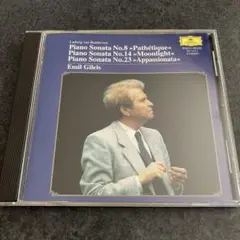 Ludwig van Beethoven
Piano Sonata No.8 »Pathétique«
Piano Sonata No.14 »Moonlight«
Piano Sonata No.23 »Appassionata«
Emil Gilels